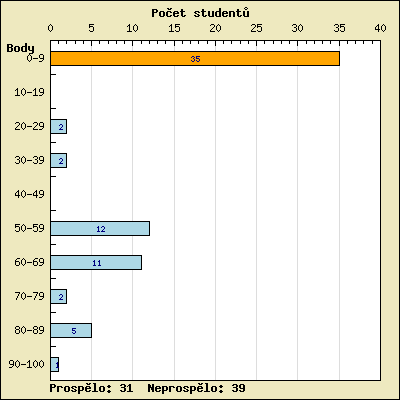 Počet studentů
0 5 10 15 20 25 30 35 40
Body
0-9 35
10-19
20-29 2
30-39 2
40-49
50-59 12
60-69 11
70-79 2
80-89 5
90-100 1
Prospělo: 31 Neprospělo: 39